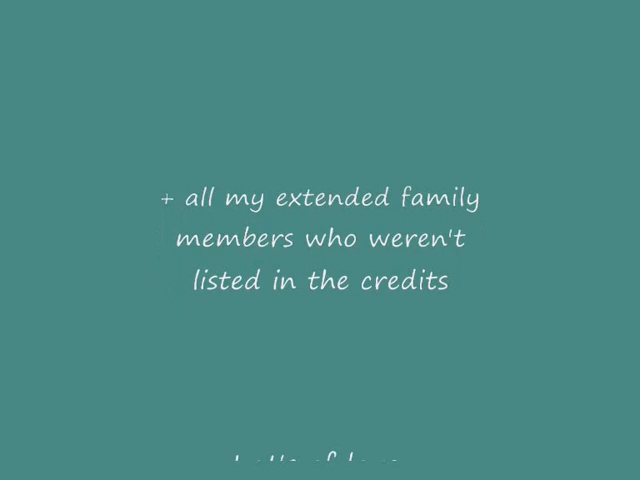 + all my extended family
members who weren't
listed in the credits